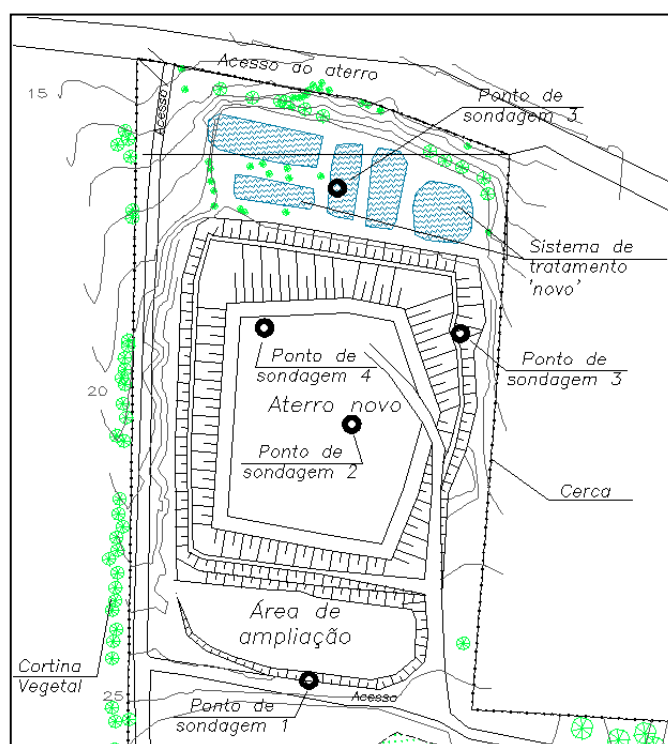 Acesso ao aterro
15
Acesso
Ponto de
sondagem 3
Sistema de
tratamento
'novo'
Ponto de
sondagem 4
Ponto de
sondagem 3
20
Aterro novo
Ponto de
sondagem 2
Cerca
Área de
ampliação
Cortina
Vegetal
25
Acesso
Ponto de
sondagem 1